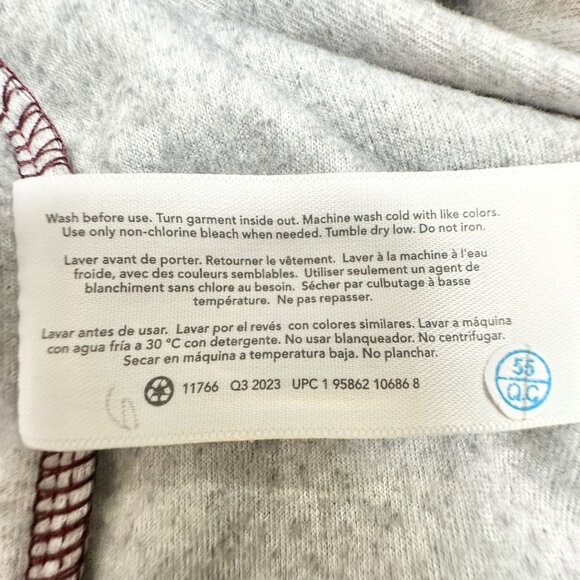 Wash before use. Turn garment inside out. Machine wash cold with like colors.
Use only non-chlorine bleach when needed. Tumble dry low. Do not iron.
Laver avant de porter. Retourner le vêtement. Laver à la machine à l'eau
froide, avec des couleurs semblables. Utiliser seulement un agent de
blanchiment sans chlore au besoin. Sécher par culbutage à basse
température. Ne pas repasser.
Lavar antes de usar. Lavar por el revés con colores similares. Lavar a máquina
con agua fría a 30 °C con detergente. No usar blanqueador. No centrifugar.
Secar en máquina a temperatura baja. No planchar.
11766 Q3 2023 UPC 1 95862 10686 8
55
Q.C